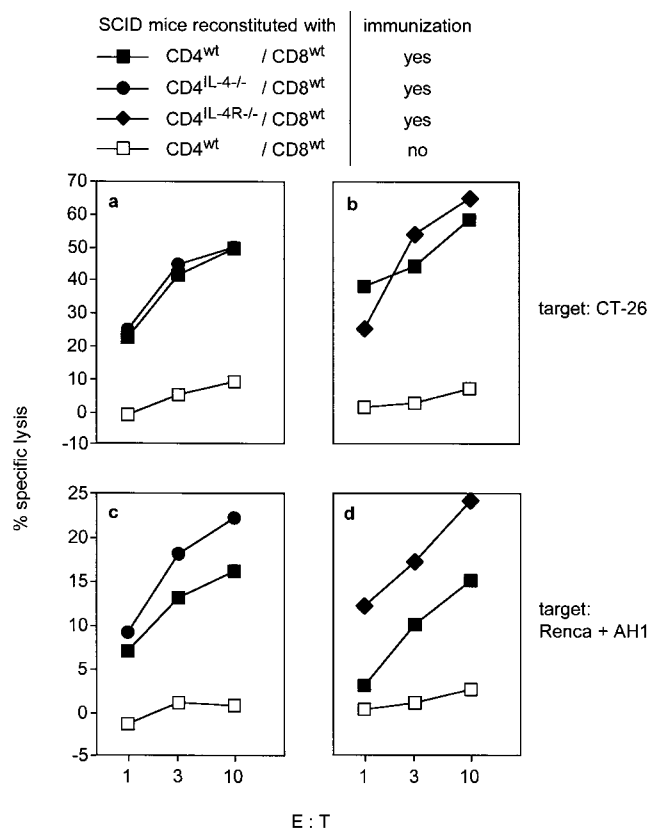 SCID mice reconstituted with immunization
CD4wt / CD8wt yes
CD4IL-4-/- / CD8wt yes
CD4IL-4R-/- / CD8wt yes
CD4wt / CD8wt no
a
b
70
60
50
40
30
20
10
0
-10
target: CT-26
% specific lysis
c
d
25
20
15
10
5
0
-5
target:
Renca + AH1
1 3 10
1 3 10
E : T